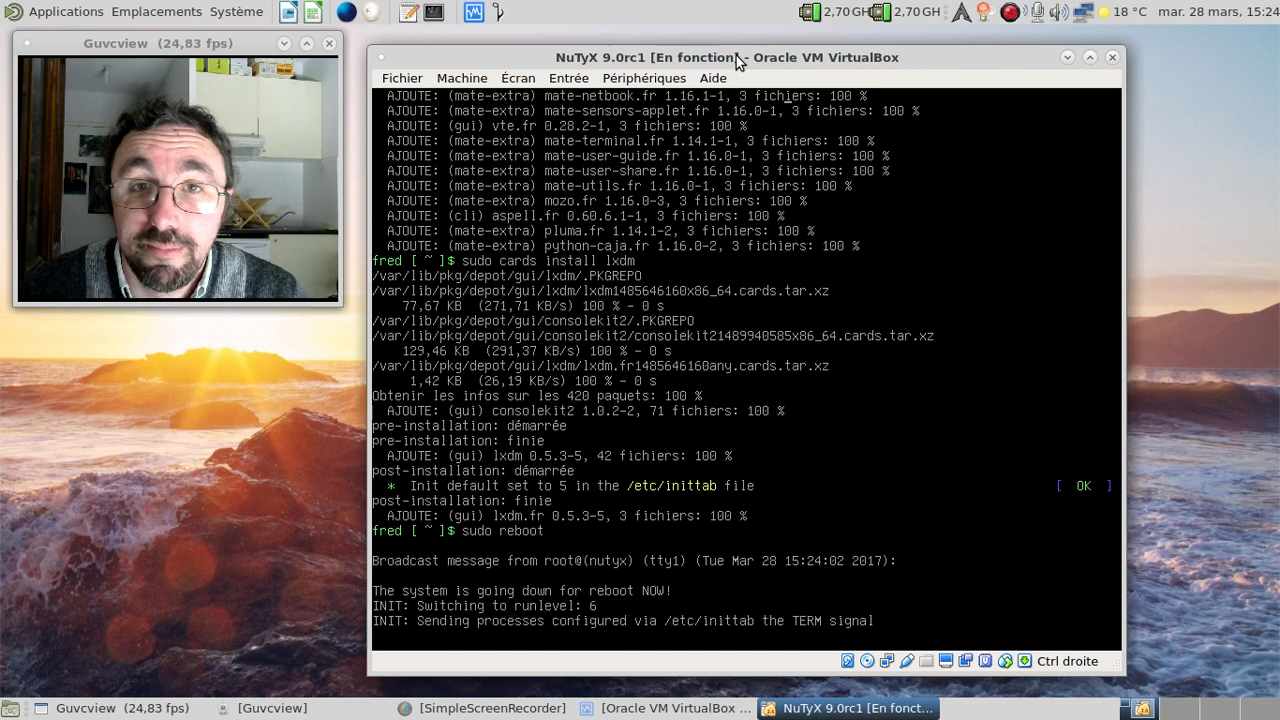 Applications Emplacements Système
2,70 GH 2,70 GH 18 °C mar. 28 mars, 15:24
Guvcview (24,83 fps)
NuTyX 9.0rc1 [En fonction] - Oracle VM VirtualBox
Fichier Machine Écran Entrée Périphériques Aide
AJOUTE: (mate-extra) mate-netbook.fr 1.16.1-1, 3 fichiers: 100 %
AJOUTE: (mate-extra) mate-sensors-applet.fr 1.16.0-1, 3 fichiers: 100 %
AJOUTE: (gui) vte.fr 0.28.2-1, 3 fichiers: 100 %
AJOUTE: (mate-extra) mate-terminal.fr 1.14.1-1, 3 fichiers: 100 %
AJOUTE: (mate-extra) mate-user-guide.fr 1.16.0-1, 3 fichiers: 100 %
AJOUTE: (mate-extra) mate-user-share.fr 1.16.0-1, 3 fichiers: 100 %
AJOUTE: (mate-extra) mate-utils.fr 1.16.0-1, 3 fichiers: 100 %
AJOUTE: (mate-extra) mozo.fr 1.16.0-3, 3 fichiers: 100 %
AJOUTE: (cli) aspell.fr 0.60.6.1-1, 3 fichiers: 100 %
AJOUTE: (mate-extra) pluma.fr 1.14.1-2, 3 fichiers: 100 %
AJOUTE: (mate-extra) python-caja.fr 1.16.0-2, 3 fichiers: 100 %
fred [ ~ ]$ sudo cards install lxdm
/var/lib/pkg/depot/gui/lxdm/.PKGREPO
/var/lib/pkg/depot/gui/lxdm/lxdm1485646160x86_64.cards.tar.xz
77,67 KB (271,71 KB/s) 100 % - 0 s
/var/lib/pkg/depot/gui/consolekit2/.PKGREPO
/var/lib/pkg/depot/gui/consolekit2/consolekit21489940585x86_64.cards.tar.xz
129,46 KB (291,37 KB/s) 100 % - 0 s
/var/lib/pkg/depot/gui/lxdm/lxdm.fr1485646160any.cards.tar.xz
1,42 KB (26,19 KB/s) 100 % - 0 s
Obtenir les infos sur les 420 paquets: 100 %
AJOUTE: (gui) consolekit2 1.0.2-2, 71 fichiers: 100 %
pre-installation: démarrée
pre-installation: finie
AJOUTE: (gui) lxdm 0.5.3-5, 42 fichiers: 100 %
post-installation: démarrée
* Init default set to 5 in the /etc/inittab file [ OK ]
post-installation: finie
AJOUTE: (gui) lxdm.fr 0.5.3-5, 3 fichiers: 100 %
fred [ ~ ]$ sudo reboot
Broadcast message from root@(nutyx) (tty1) (Tue Mar 28 15:24:02 2017):
The system is going down for reboot NOW!
INIT: Switching to runlevel: 6
INIT: Sending processes configured via /etc/inittab the TERM signal
Ctrl droite
Guvcview (24,83 fps) [Guvcview] [SimpleScreenRecorder] [Oracle VM VirtualBox ... NuTyX 9.0rc1 [En fonct...